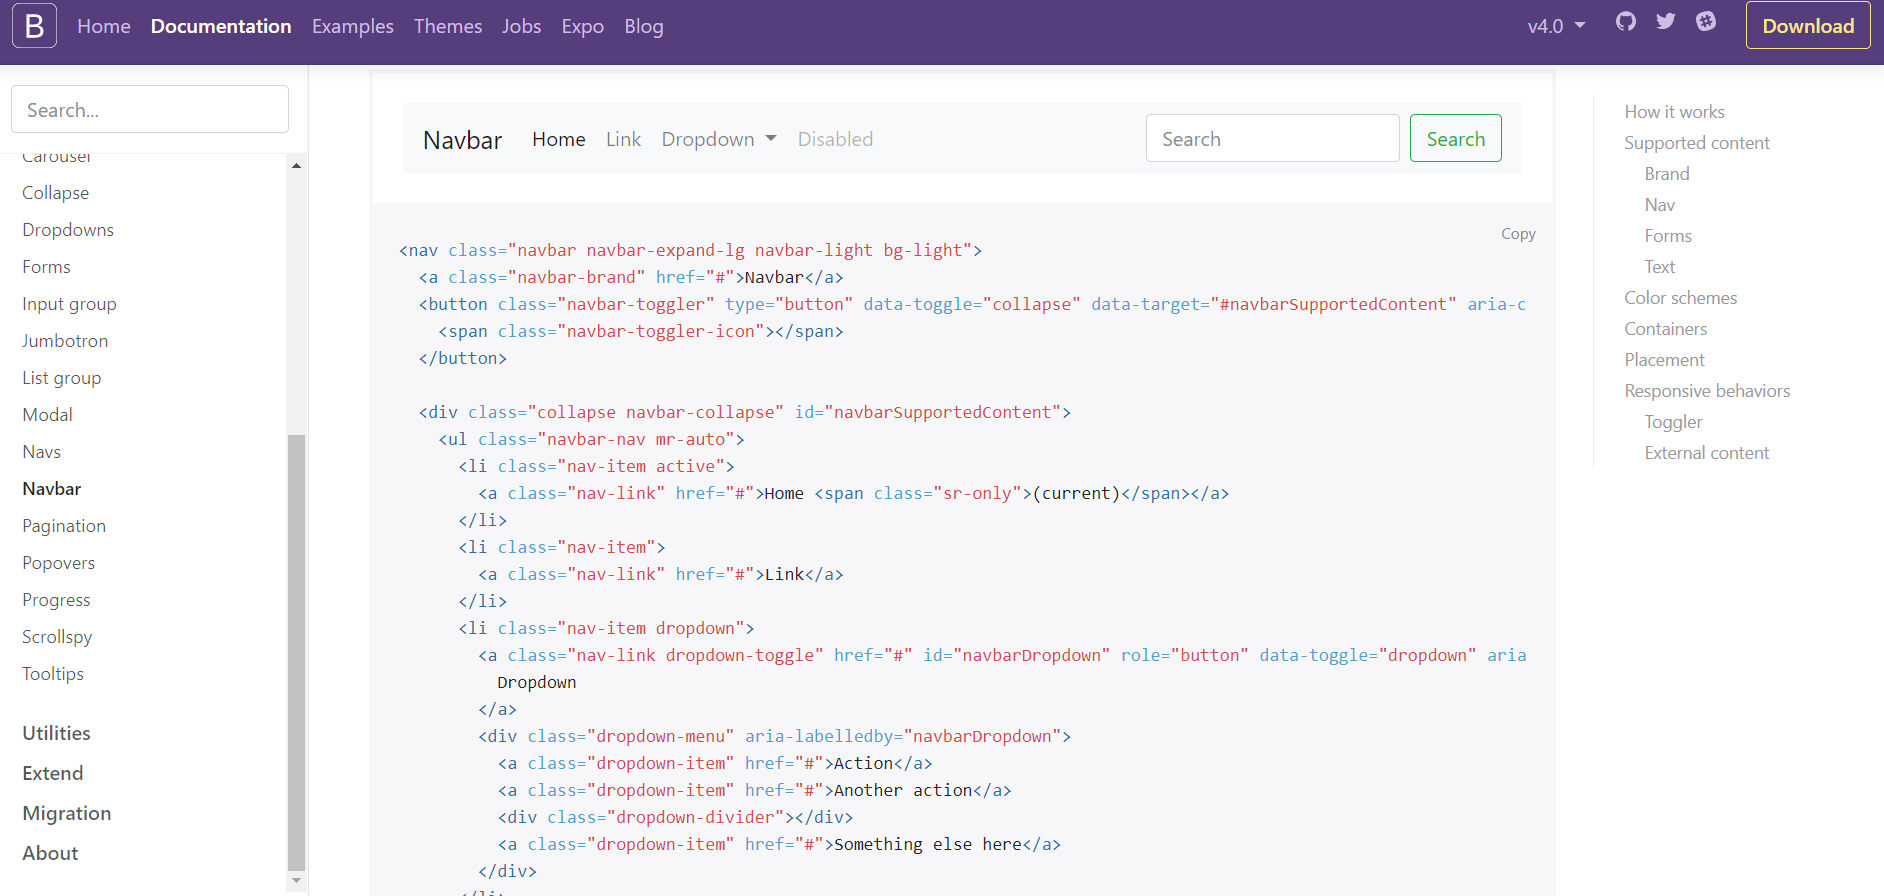 B Home Documentation Examples Themes Jobs Expo Blog v4.0 Download
Search...
Carousel
Collapse
Dropdowns
Forms
Input group
Jumbotron
List group
Modal
Navs
Navbar
Pagination
Popovers
Progress
Scrollspy
Tooltips
Utilities
Extend
Migration
About
Navbar Home Link Dropdown Disabled Search Search
Copy
<nav class="navbar navbar-expand-lg navbar-light bg-light">
  <a class="navbar-brand" href="#">Navbar</a>
  <button class="navbar-toggler" type="button" data-toggle="collapse" data-target="#navbarSupportedContent" aria-c
    <span class="navbar-toggler-icon"></span>
  </button>
  <div class="collapse navbar-collapse" id="navbarSupportedContent">
    <ul class="navbar-nav mr-auto">
      <li class="nav-item active">
        <a class="nav-link" href="#">Home <span class="sr-only">(current)</span></a>
      </li>
      <li class="nav-item">
        <a class="nav-link" href="#">Link</a>
      </li>
      <li class="nav-item dropdown">
        <a class="nav-link dropdown-toggle" href="#" id="navbarDropdown" role="button" data-toggle="dropdown" aria
          Dropdown
        </a>
        <div class="dropdown-menu" aria-labelledby="navbarDropdown">
          <a class="dropdown-item" href="#">Action</a>
          <a class="dropdown-item" href="#">Another action</a>
          <div class="dropdown-divider"></div>
          <a class="dropdown-item" href="#">Something else here</a>
        </div>
      </li>
How it works
Supported content
Brand
Nav
Forms
Text
Color schemes
Containers
Placement
Responsive behaviors
Toggler
External content